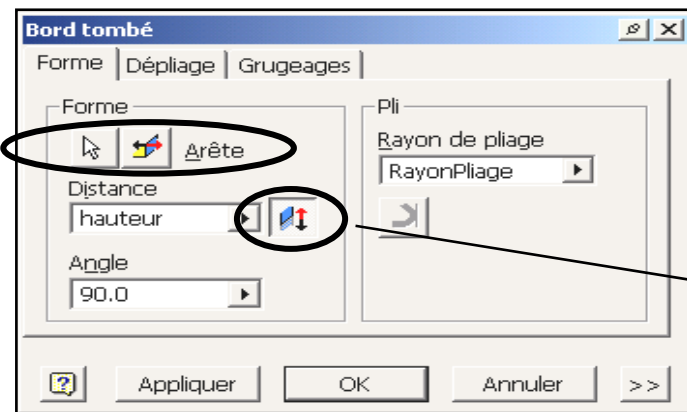 Bord tombé
Forme Dépliage Grugeages
Forme
Arête
Distance
hauteur
Angle
90.0
Pli
Rayon de pliage
RayonPliage
Appliquer OK Annuler >>